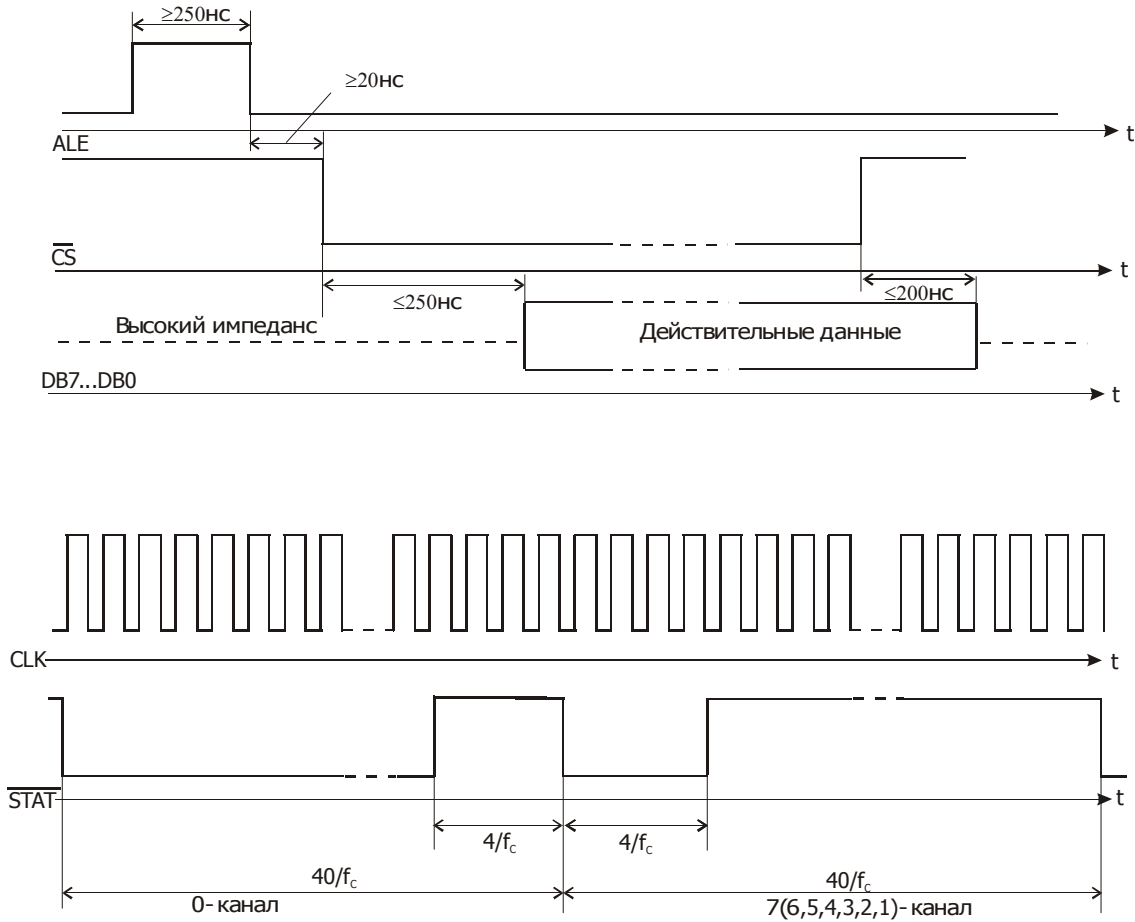 ≥250нс
≥20нс
t
ALE
CS
t
≤250нс
≤200нс
Высокий импеданс
Действительные данные
DB7...DB0
t
CLK
t
STAT
t
4/fc
4/fc
40/fc
40/fc
0-канал
7(6,5,4,3,2,1)-канал